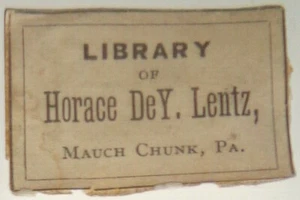 LIBRARY
OF
Horace DeY. Lentz,
MAUCH CHUNK, PA.